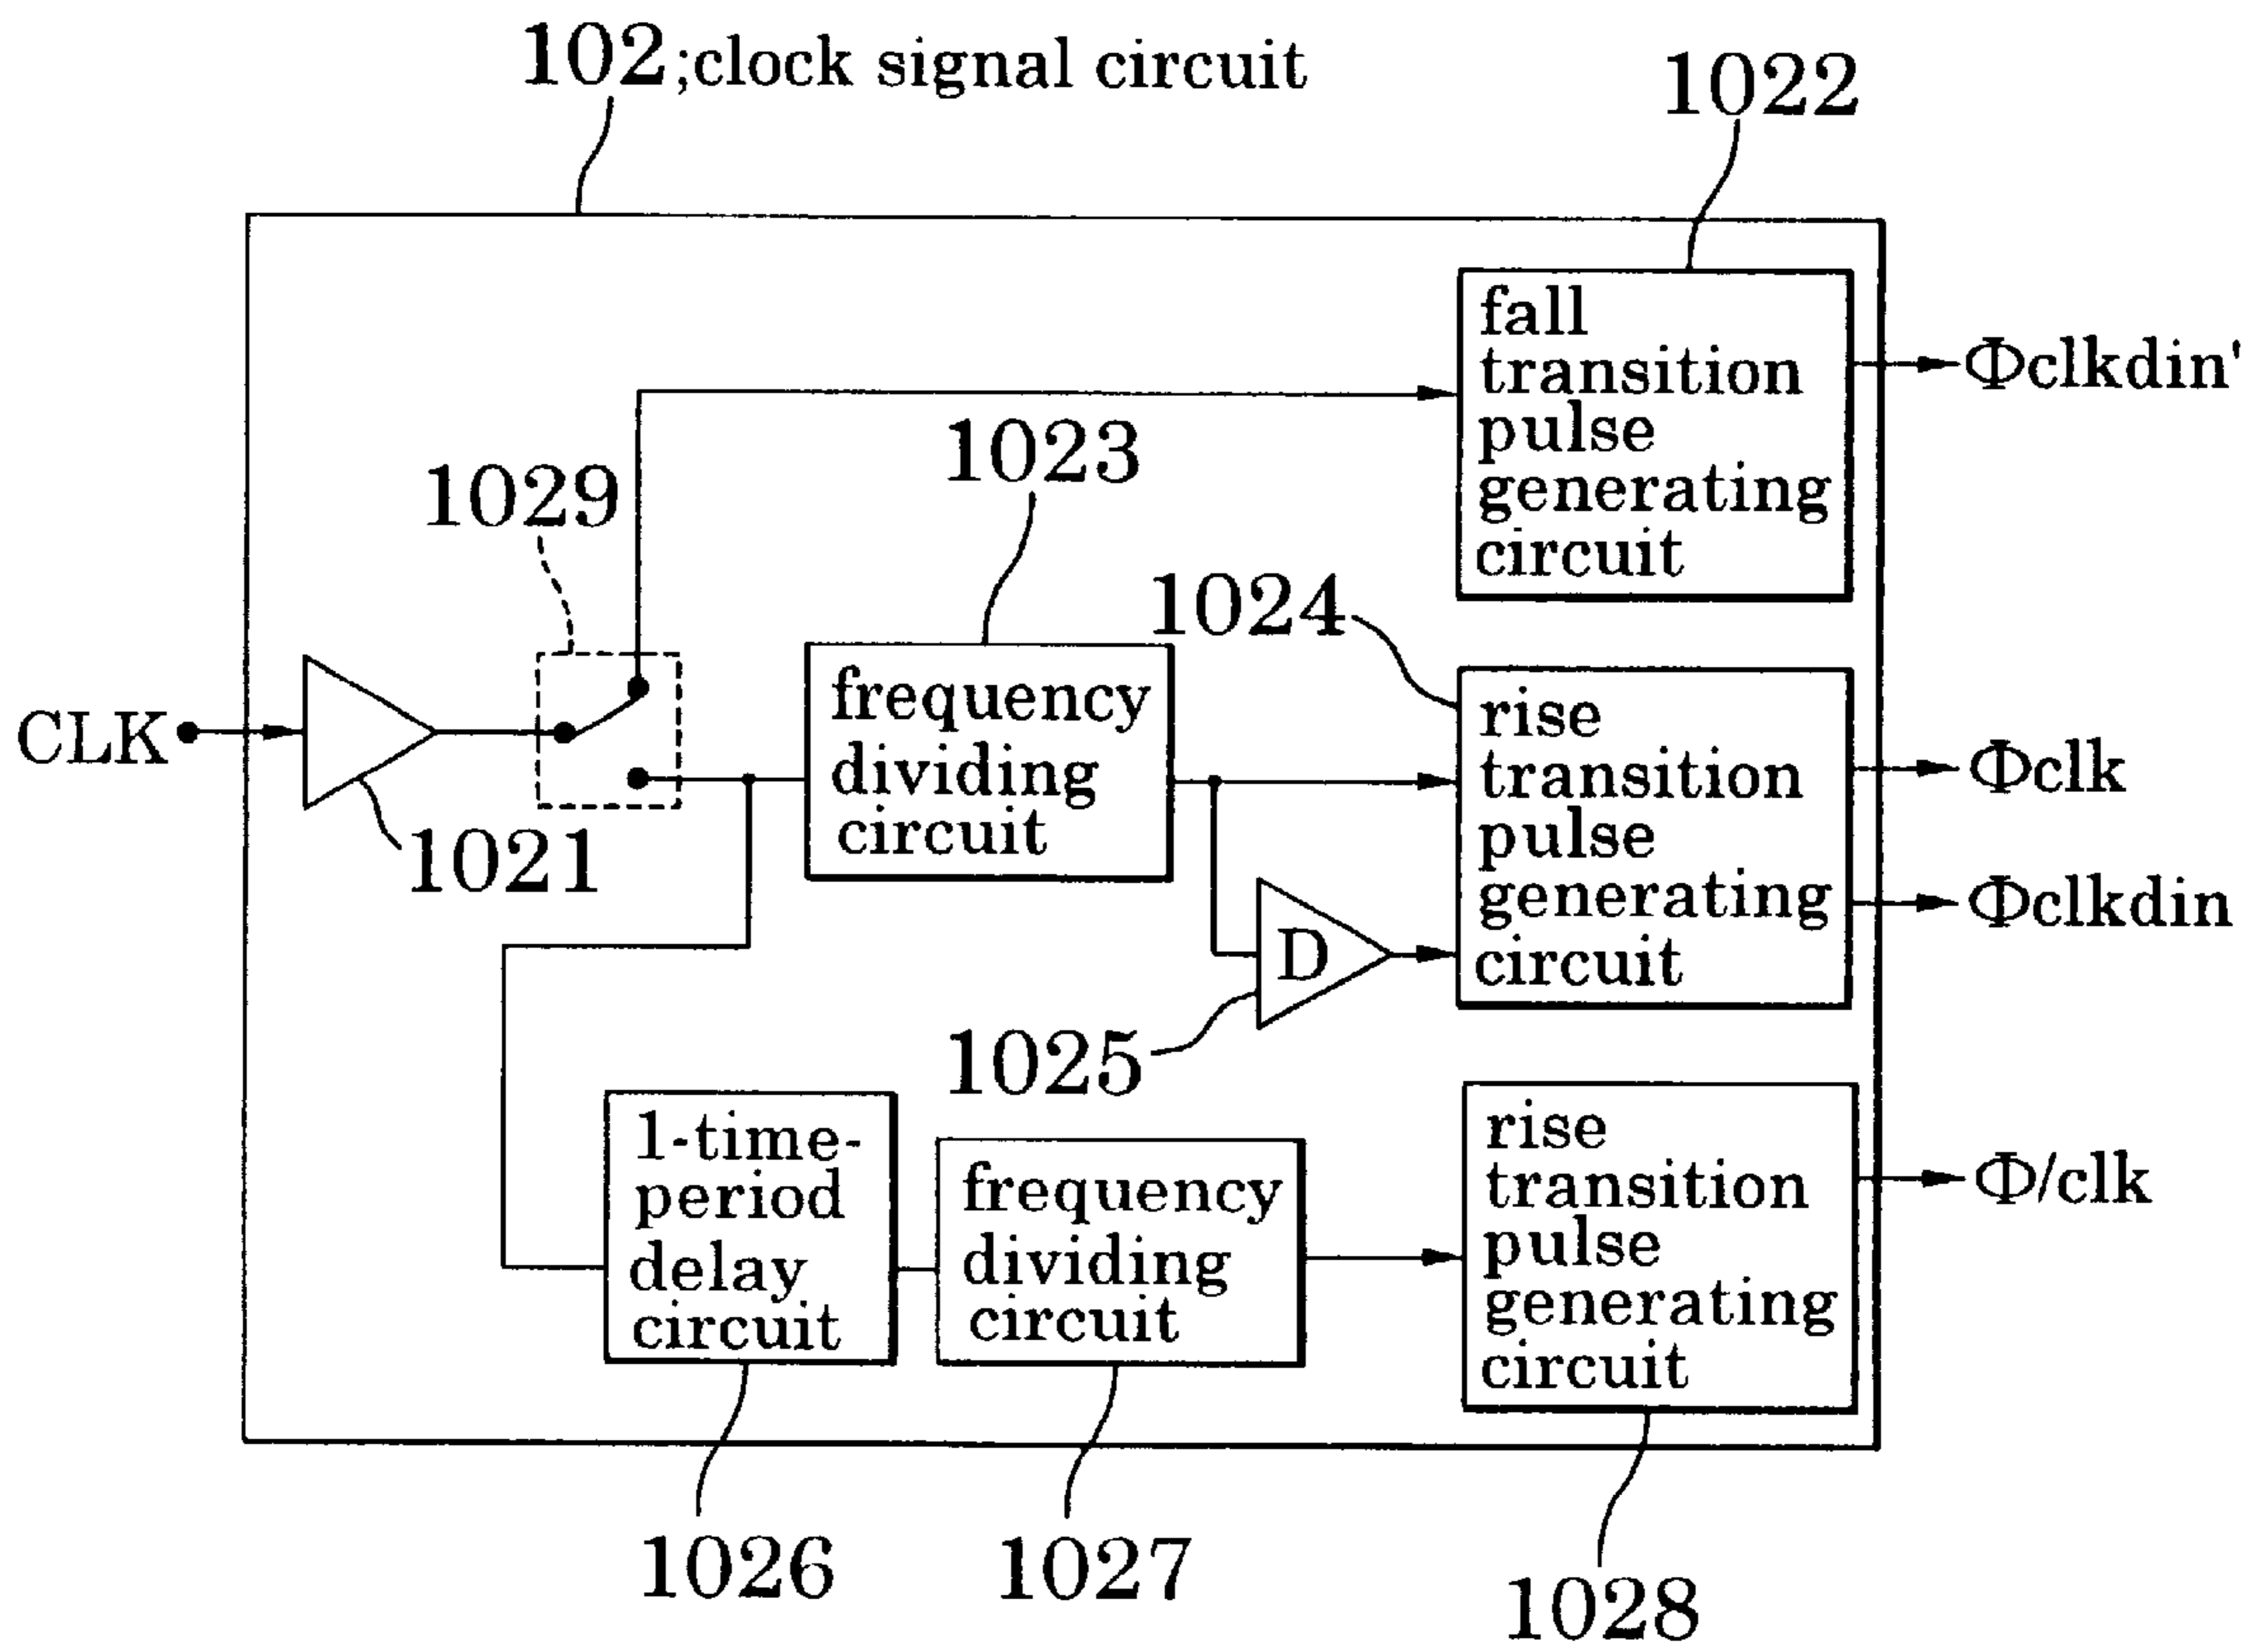 102;clock signal circuit
1022
fall
transition
pulse
generating
circuit
Φclkdin'
1023
1029
1024
frequency
dividing
circuit
CLK
1021
rise
transition
pulse
generating
circuit
Φclk
Φclkdin
D
1025
1-time-
period
delay
circuit
frequency
dividing
circuit
rise
transition
pulse
generating
circuit
Φ/clk
1026
1027
1028